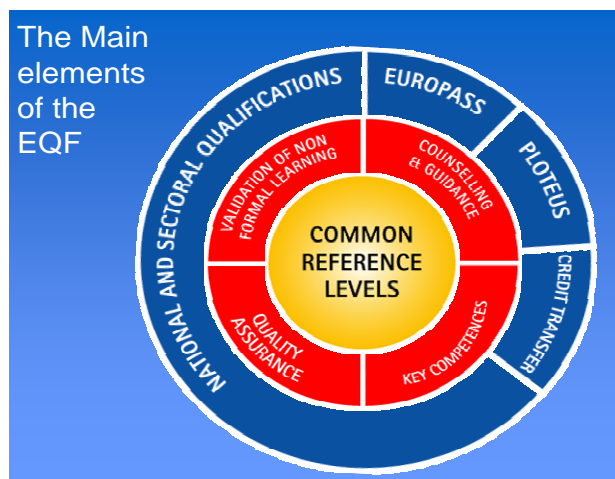 The Main
elements
of the
EQF
NATIONAL AND SECTORAL QUALIFICATIONS
EUROPASS
PLOTEUS
CREDIT TRANSFER
VALIDATION OF NON
FORMAL LEARNING
COUNSELLING
& GUIDANCE
QUALITY
ASSURANCE
KEY COMPETENCES
COMMON
REFERENCE
LEVELS